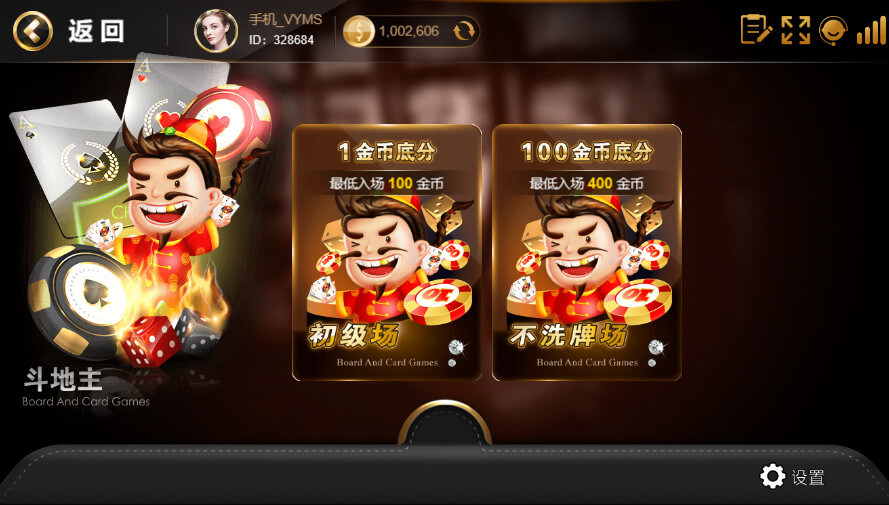 返回
手机_VYMS
ID: 328684
1,002,606
A
A
斗地主
Board And Card Games
1金币底分
最低入场 100 金币
初级场
Board And Card Games
100金币底分
最低入场 400 金币
不洗牌场
Board And Card Games
设置